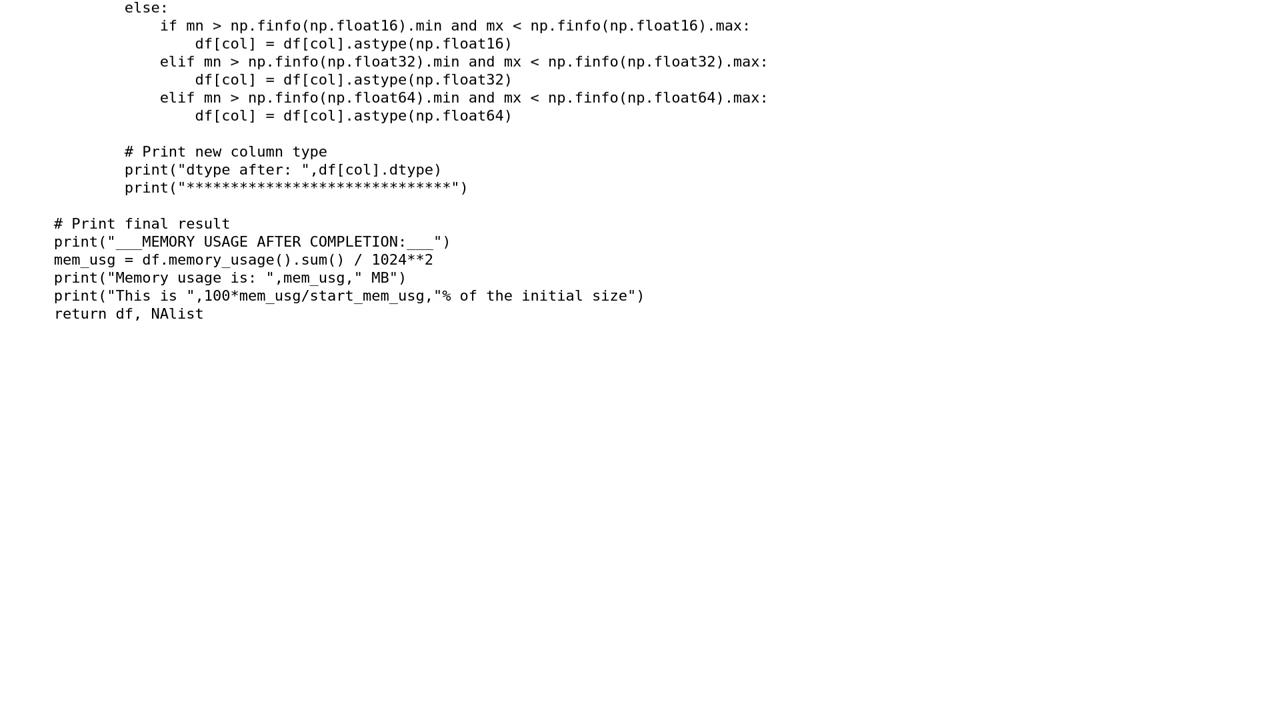 else:
            if mn > np.finfo(np.float16).min and mx < np.finfo(np.float16).max:
                df[col] = df[col].astype(np.float16)
            elif mn > np.finfo(np.float32).min and mx < np.finfo(np.float32).max:
                df[col] = df[col].astype(np.float32)
            elif mn > np.finfo(np.float64).min and mx < np.finfo(np.float64).max:
                df[col] = df[col].astype(np.float64)

        # Print new column type
        print("dtype after: ",df[col].dtype)
        print("******************************")

# Print final result
print("___MEMORY USAGE AFTER COMPLETION:___")
mem_usg = df.memory_usage().sum() / 1024**2
print("Memory usage is: ",mem_usg," MB")
print("This is ",100*mem_usg/start_mem_usg,"% of the initial size")
return df, NAlist